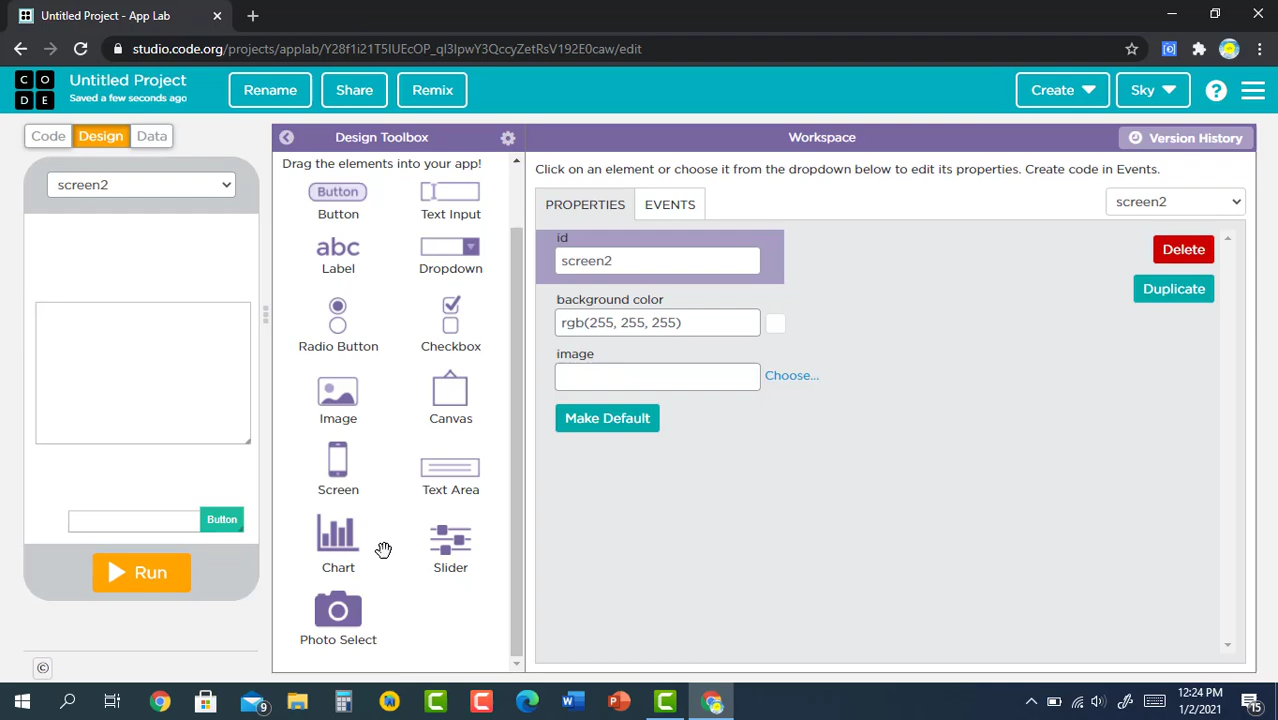 Untitled Project - App Lab
studio.code.org/projects/applab/Y28f1i21T5IUEcOP_qI3IpwY3QccyZetRsV192E0caw/edit
CO
DE
Untitled Project
Saved a few seconds ago
Rename
Share
Remix
Create
Sky
?
Code
Design
Data
Design Toolbox
Workspace
Version History
screen2
Drag the elements into your app!
Button
Button
Text Input
abc
Label
Dropdown
Radio Button
Checkbox
Image
Canvas
Screen
Text Area
Chart
Slider
Photo Select
Click on an element or choose it from the dropdown below to edit its properties. Create code in Events.
PROPERTIES
EVENTS
screen2
id
screen2
Delete
Duplicate
background color
rgb(255, 255, 255)
image
Choose...
Make Default
Button
Run
©
9
12:24 PM
1/2/2021
15